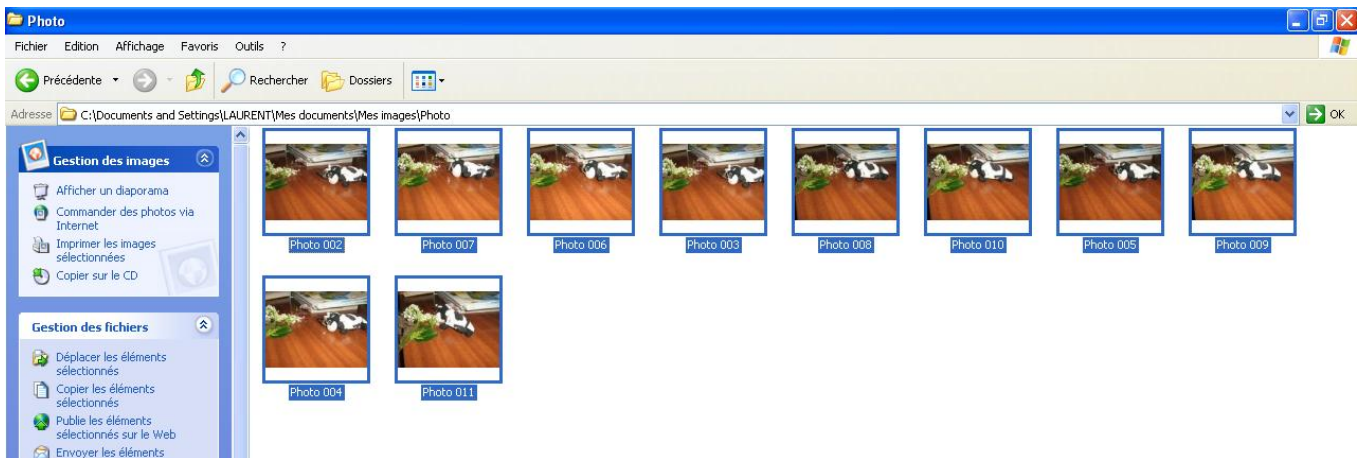 Photo
Fichier Edition Affichage Favoris Outils ?
Précédente Rechercher Dossiers
Adresse C:\Documents and Settings\LAURENT\Mes documents\Mes images\Photo OK
Gestion des images
Afficher un diaporama
Commander des photos via
Internet
Imprimer les images
sélectionnées
Copier sur le CD
Gestion des fichiers
Déplacer les éléments
sélectionnés
Copier les éléments
sélectionnés
Publie les éléments
sélectionnés sur le Web
Envoyer les éléments
Photo 002 Photo 007 Photo 006 Photo 003 Photo 008 Photo 010 Photo 005 Photo 009
Photo 004 Photo 011